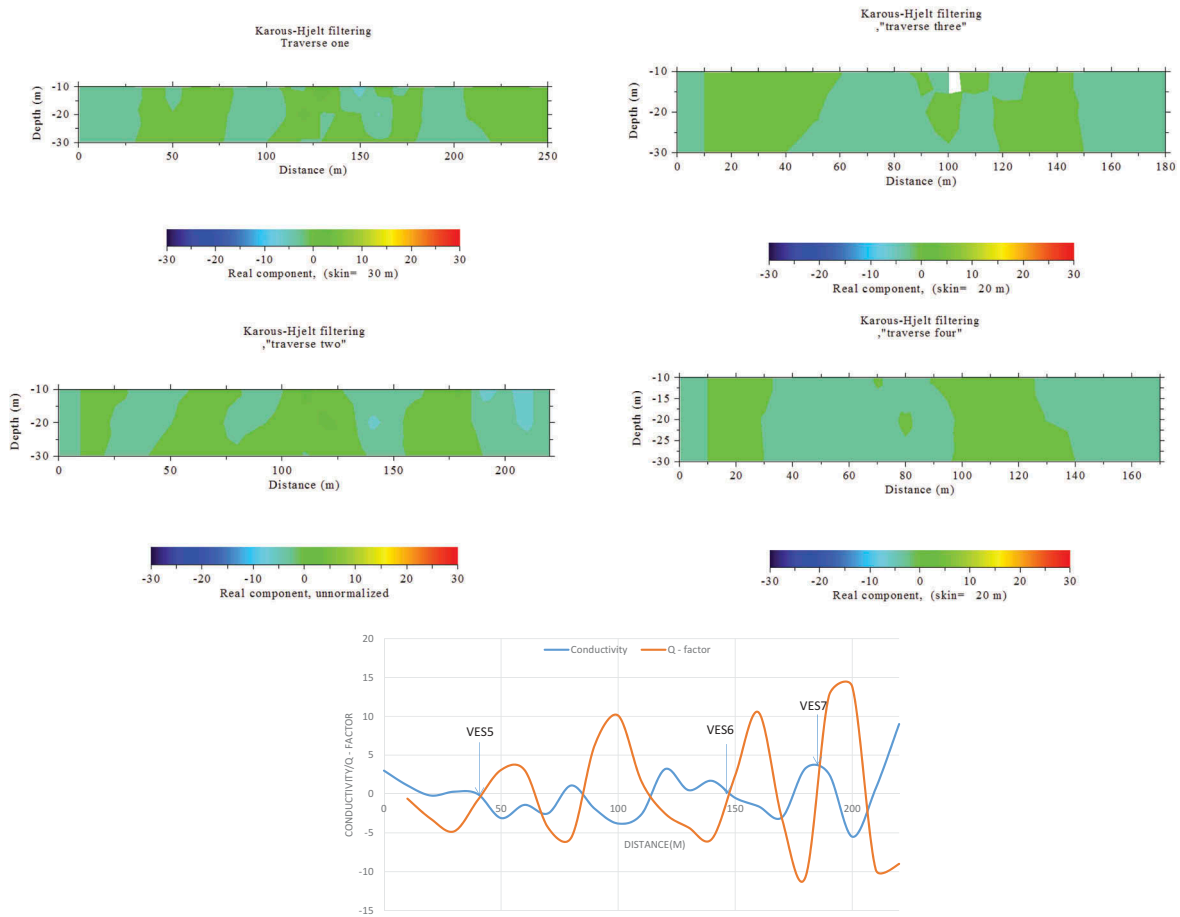 Karous-Hjelt filtering
Traverse one
Depth (m)
-10
-20
-30
0 50 100 150 200 250
Distance (m)
-30 -20 -10 0 10 20 30
Real component, (skin= 30 m)
Karous-Hjelt filtering
,"traverse three"
Depth (m)
-10
-20
-30
0 20 40 60 80 100 120 140 160 180
Distance (m)
-30 -20 -10 0 10 20 30
Real component, (skin= 20 m)
Karous-Hjelt filtering
,"traverse two"
Depth (m)
-10
-20
-30
0 50 100 150 200
Distance (m)
-30 -20 -10 0 10 20 30
Real component, unnormalized
Karous-Hjelt filtering
,"traverse four"
Depth (m)
-10
-15
-20
-25
-30
0 20 40 60 80 100 120 140 160
Distance (m)
-30 -20 -10 0 10 20 30
Real component, (skin= 20 m)
CONDUCTIVITY/Q - FACTOR
20
15
10
5
0
-5
-10
-15
Conductivity Q - factor
VES5
VES6
VES7
0 50 100 150 200
DISTANCE(M)